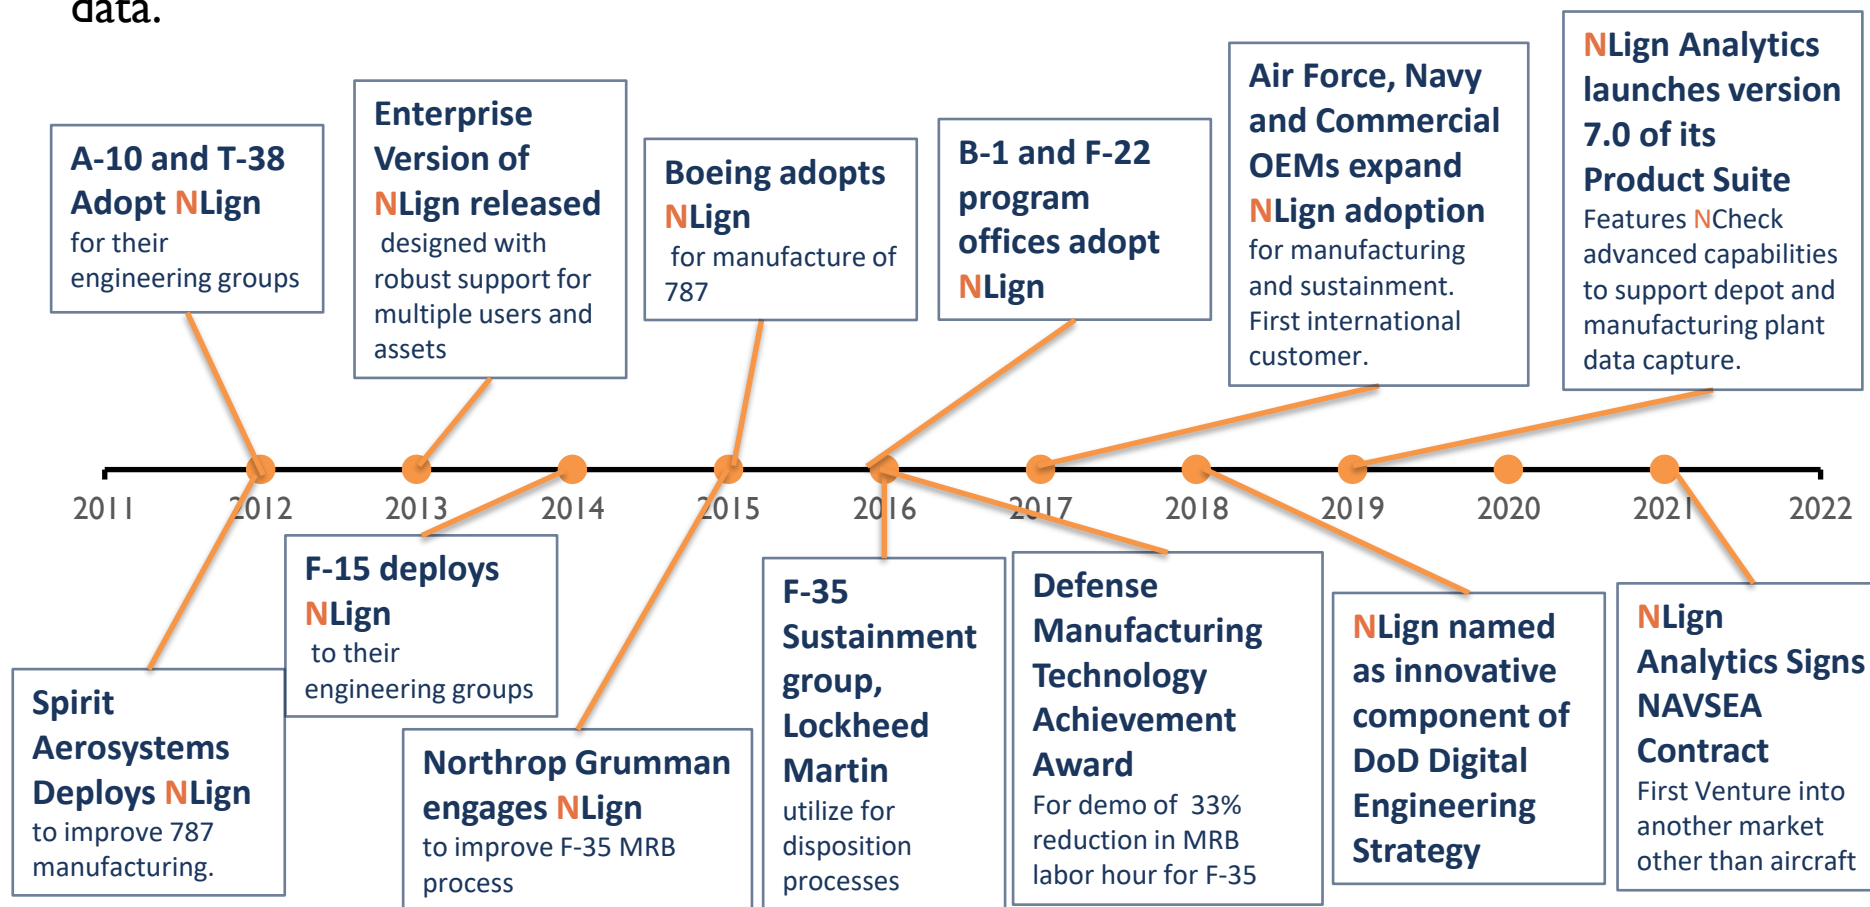 data.
A-10 and T-38
Adopt NLign
for their
engineering groups
Enterprise
Version of
NLign released
designed with
robust support for
multiple users and
assets
Boeing adopts
NLign
for manufacture of
787
B-1 and F-22
program
offices adopt
NLign
Air Force, Navy
and Commercial
OEMs expand
NLign adoption
for manufacturing
and sustainment.
First international
customer.
NLign Analytics
launches version
7.0 of its
Product Suite
Features NCheck
advanced capabilities
to support depot and
manufacturing plant
data capture.
2011 2012 2013 2014 2015 2016 2017 2018 2019 2020 2021 2022
Spirit
Aerosystems
Deploys NLign
to improve 787
manufacturing.
F-15 deploys
NLign
to their
engineering groups
Northrop Grumman
engages NLign
to improve F-35 MRB
process
F-35
Sustainment
group,
Lockheed
Martin
utilize for
disposition
processes
Defense
Manufacturing
Technology
Achievement
Award
For demo of 33%
reduction in MRB
labor hour for F-35
NLign named
as innovative
component of
DoD Digital
Engineering
Strategy
NLign
Analytics Signs
NAVSEA
Contract
First Venture into
another market
other than aircraft